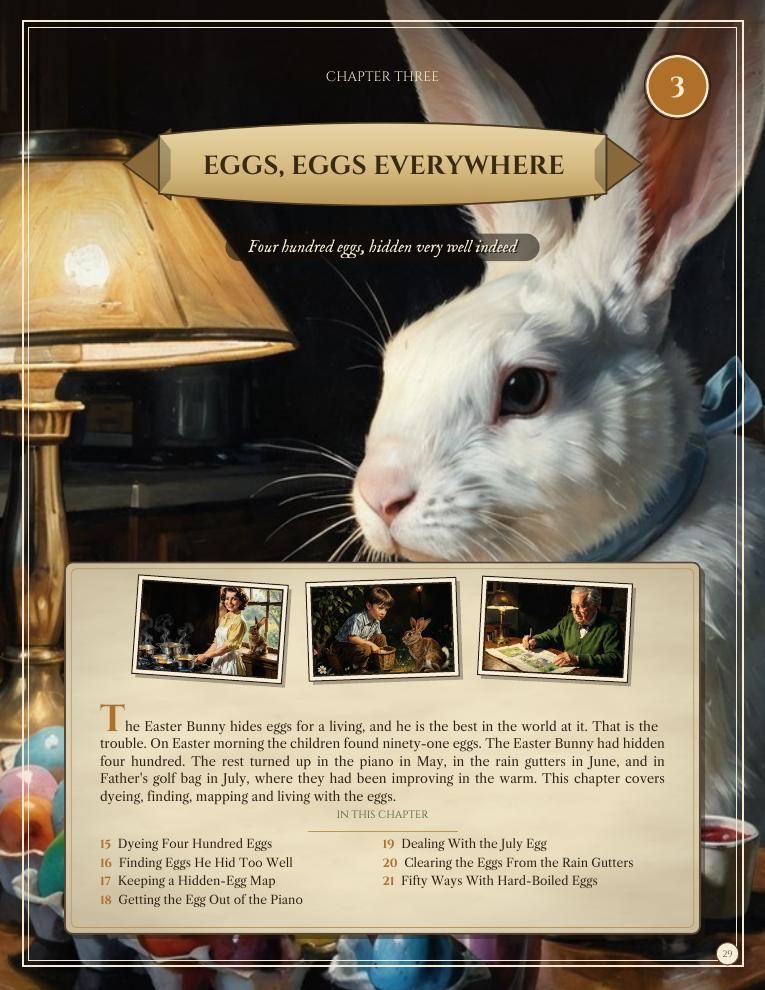 CHAPTER THREE
3
EGGS, EGGS EVERYWHERE
Four hundred eggs, hidden very well indeed
The Easter Bunny hides eggs for a living, and he is the best in the world at it. That is the
trouble. On Easter morning the children found ninety-one eggs. The Easter Bunny had hidden
four hundred. The rest turned up in the piano in May, in the rain gutters in June, and in
Father's golf bag in July, where they had been improving in the warm. This chapter covers
dyeing, finding, mapping and living with the eggs.
IN THIS CHAPTER
15 Dyeing Four Hundred Eggs
16 Finding Eggs He Hid Too Well
17 Keeping a Hidden-Egg Map
18 Getting the Egg Out of the Piano
19 Dealing With the July Egg
20 Clearing the Eggs From the Rain Gutters
21 Fifty Ways With Hard-Boiled Eggs
29